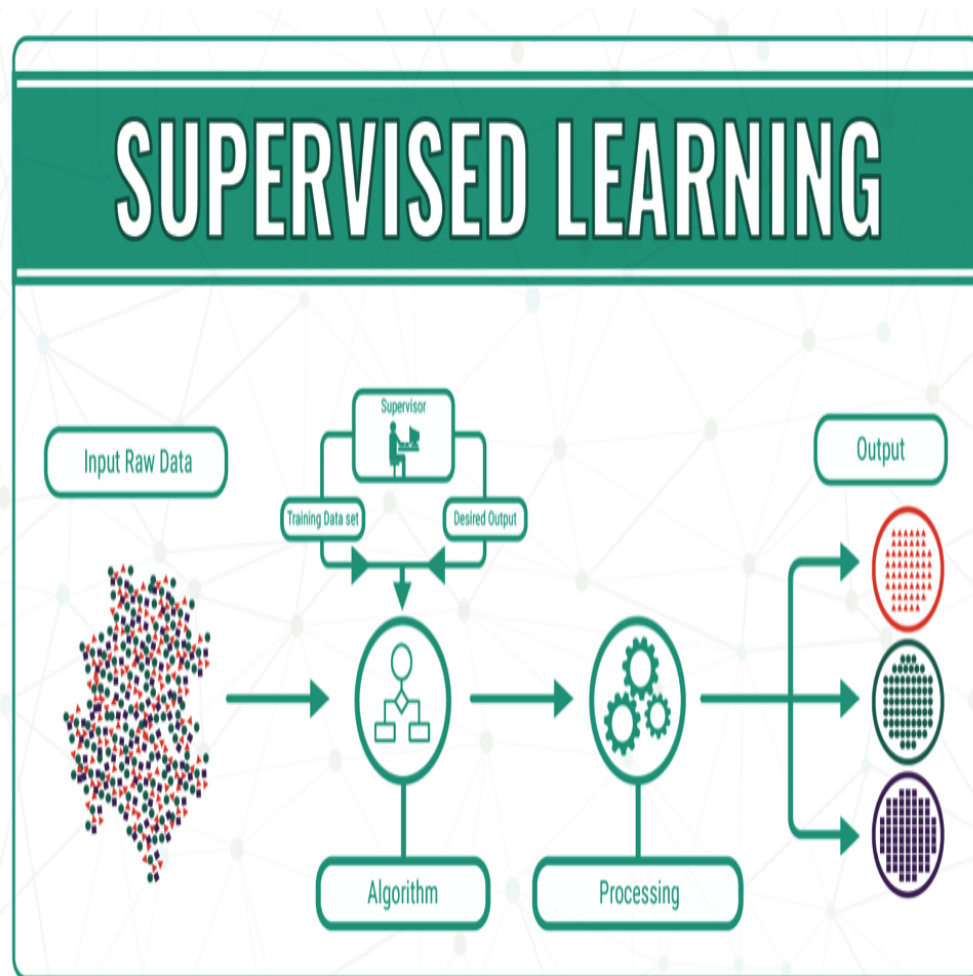 SUPERVISED LEARNING
Supervisor
Input Raw Data
Output
Training Data set
Desired Output
Algorithm
Processing